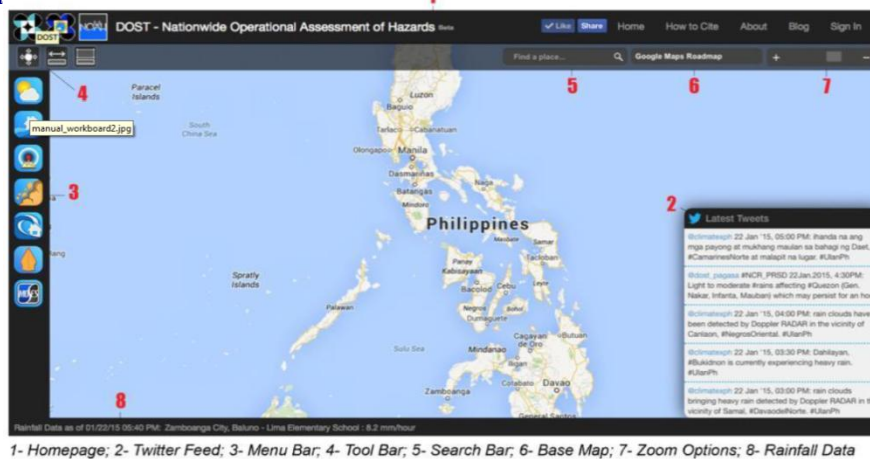 DOST - Nationwide Operational Assessment of Hazards Beta
Like Share Home How to Cite About Blog Sign In
DOST
NOAH
Find a place... Google Maps Roadmap + −
4 5 6 7
manual_workboard2.jpg
3
Paracel
Islands
South
China Sea
Luzon
Baguio
Tarlac Cabanatuan
Olongapo Manila
Dasmariñas
Batangas
Naga
Mindoro
Philippines
Masbate Samar
Panay Tacloban
Kabisayaan
Bacolod Cebu Leyte
Spratly
Islands
Palawan
Negros Bohol
Dumaguete
Sulu Sea
Cagayan
de Oro
Butuan
Mindanao
Iligan
Cotabato Davao
Zamboanga
General Santos
2
Latest Tweets
@climatexph 22 Jan '15, 05:00 PM: Ihanda na ang
mga payong at mukhang maulan sa bahagi ng Daet,
#CamarinesNorte at malapit na lugar. #UlanPh
@dost_pagasa #NCR_PRSD 22Jan.2015, 4:30PM:
Light to moderate #rains affecting #Quezon (Gen.
Nakar, Infanta, Mauban) which may persist for an ho
@climatexph 22 Jan '15, 04:00 PM: rain clouds have
been detected by Doppler RADAR in the vicinity of
Canlaon, #NegrosOriental. #UlanPh
@climatexph 22 Jan '15, 03:30 PM: Dahilayan,
#Bukidnon is currently experiencing heavy rain.
#UlanPh
@climatexph 22 Jan '15, 03:00 PM: rain clouds
bringing heavy rain detected by Doppler RADAR in t
vicinity of Samal, #DavaodelNorte. #UlanPh
8
Rainfall Data as of 01/22/15 05:40 PM: Zamboanga City, Baluno - Lima Elementary School : 8.2 mm/hour
1- Homepage; 2- Twitter Feed; 3- Menu Bar; 4- Tool Bar; 5- Search Bar; 6- Base Map; 7- Zoom Options; 8- Rainfall Data